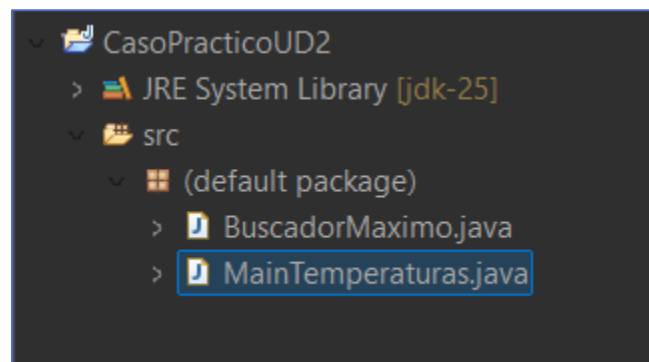 CasoPracticoUD2
JRE System Library [jdk-25]
src
(default package)
BuscadorMaximo.java
MainTemperaturas.java